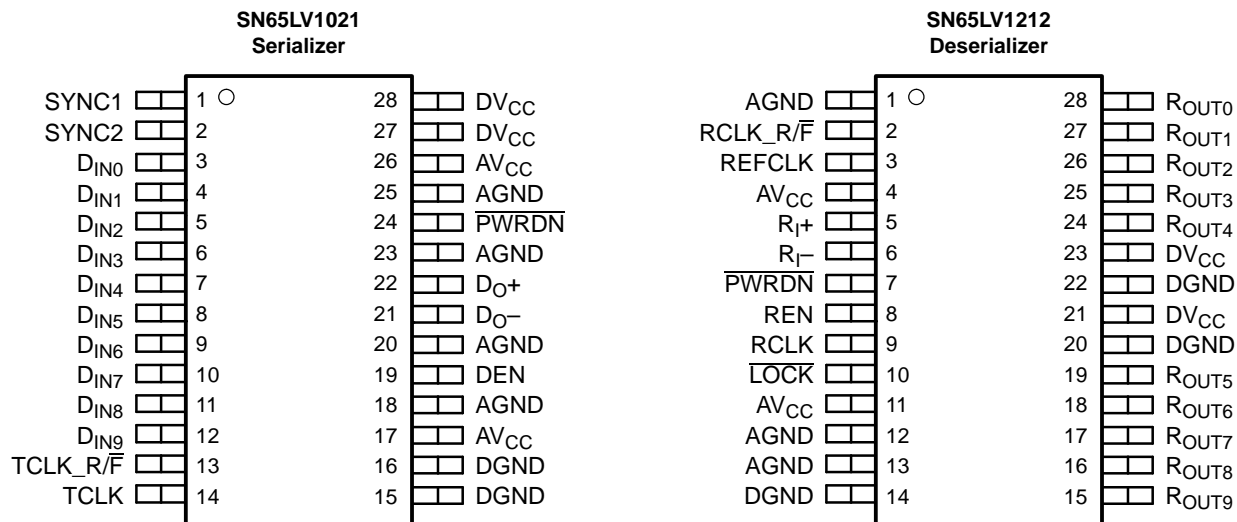 SN65LV1021
Serializer
SYNC1 1 28 DVCC
SYNC2 2 27 DVCC
DIN0 3 26 AVCC
DIN1 4 25 AGND
DIN2 5 24 PWRDN
DIN3 6 23 AGND
DIN4 7 22 DO+
DIN5 8 21 DO–
DIN6 9 20 AGND
DIN7 10 19 DEN
DIN8 11 18 AGND
DIN9 12 17 AVCC
TCLK_R/F 13 16 DGND
TCLK 14 15 DGND
SN65LV1212
Deserializer
AGND 1 28 ROUT0
RCLK_R/F 2 27 ROUT1
REFCLK 3 26 ROUT2
AVCC 4 25 ROUT3
RI+ 5 24 ROUT4
RI– 6 23 DVCC
PWRDN 7 22 DGND
REN 8 21 DVCC
RCLK 9 20 DGND
LOCK 10 19 ROUT5
AVCC 11 18 ROUT6
AGND 12 17 ROUT7
AGND 13 16 ROUT8
DGND 14 15 ROUT9